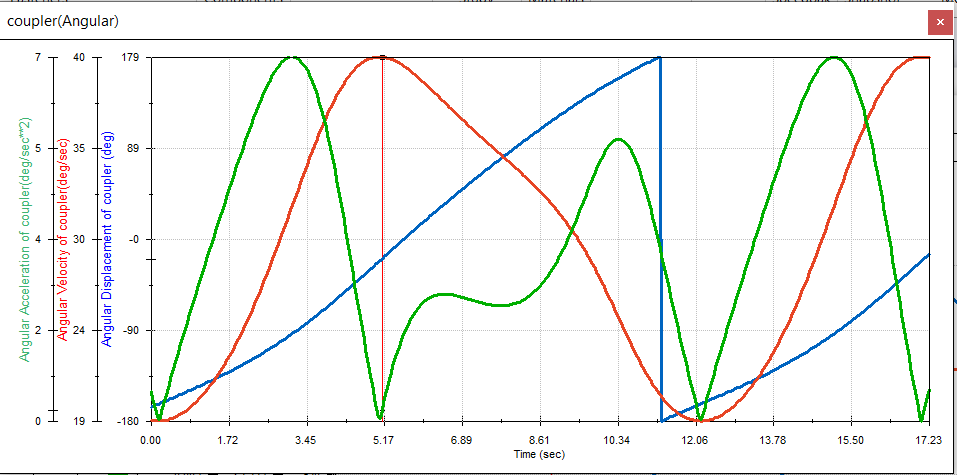 coupler(Angular)
7 40 179
5 35 89
4 30 -0
2 24 -90
0 19 -180
Angular Acceleration of coupler(deg/sec**2)
Angular Velocity of coupler(deg/sec)
Angular Displacement of coupler (deg)
0.00 1.72 3.45 5.17 6.89 8.61 10.34 12.06 13.78 15.50 17.23
Time (sec)